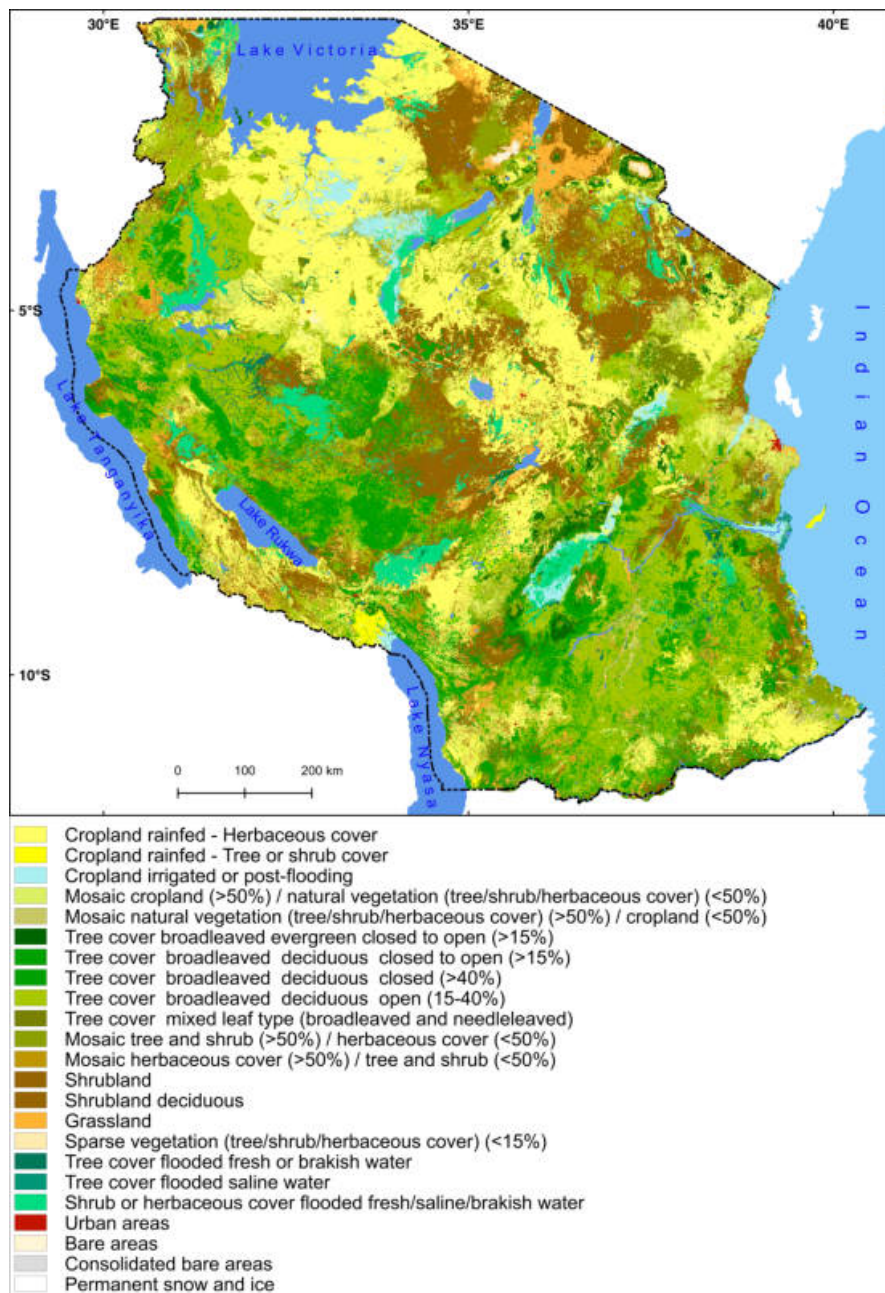 30°E 35°E 40°E
Lake Victoria
5°S
Indian Ocean
Lake Tanganyika
Lake Rukwa
10°S
Lake Nyasa
0 100 200 km
Cropland rainfed - Herbaceous cover
Cropland rainfed - Tree or shrub cover
Cropland irrigated or post-flooding
Mosaic cropland (>50%) / natural vegetation (tree/shrub/herbaceous cover) (<50%)
Mosaic natural vegetation (tree/shrub/herbaceous cover) (>50%) / cropland (<50%)
Tree cover broadleaved evergreen closed to open (>15%)
Tree cover broadleaved deciduous closed to open (>15%)
Tree cover broadleaved deciduous closed (>40%)
Tree cover broadleaved deciduous open (15-40%)
Tree cover mixed leaf type (broadleaved and needleleaved)
Mosaic tree and shrub (>50%) / herbaceous cover (<50%)
Mosaic herbaceous cover (>50%) / tree and shrub (<50%)
Shrubland
Shrubland deciduous
Grassland
Sparse vegetation (tree/shrub/herbaceous cover) (<15%)
Tree cover flooded fresh or brakish water
Tree cover flooded saline water
Shrub or herbaceous cover flooded fresh/saline/brakish water
Urban areas
Bare areas
Consolidated bare areas
Permanent snow and ice